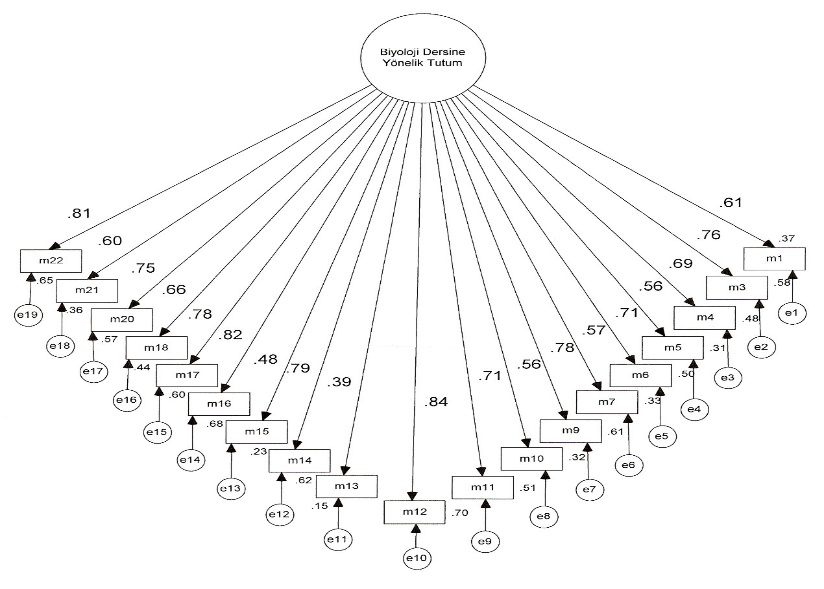 Biyoloji Dersine
Yönelik Tutum
.81
.60
.75
.66
.78
.82
.48
.79
.39
.84
.71
.56
.78
.57
.71
.56
.69
.76
.61
m22
.65
e19
m21
.36
e18
m20
.57
e17
m18
.44
e16
m17
.60
e15
m16
.68
e14
m15
.23
e13
m14
.62
e12
m13
.15
e11
m12
.70
e10
m11
.51
e9
m10
.32
e8
m9
.61
e7
m7
.33
e6
m6
.50
e5
m5
.31
e4
m4
.48
e3
m3
.58
e2
m1
.37
e1